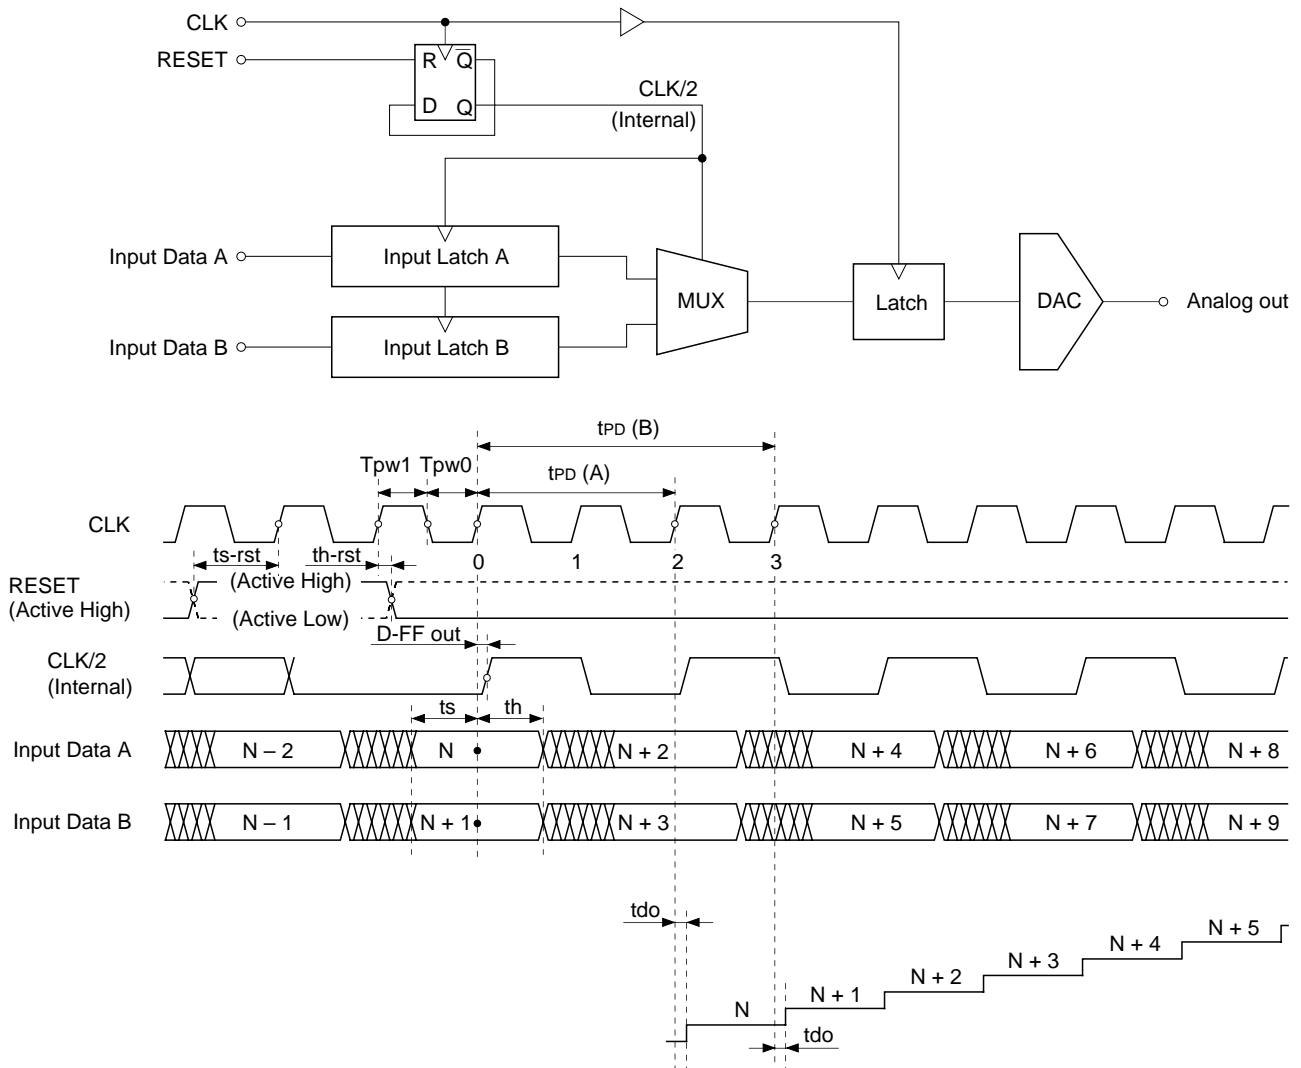 CLK
RESET
R Q
D Q
CLK/2
(Internal)
Input Data A
Input Latch A
MUX
Latch
DAC
Analog out
Input Data B
Input Latch B
tPD (B)
Tpw1 Tpw0
tPD (A)
CLK
ts-rst th-rst
0 1 2 3
RESET
(Active High)
(Active High)
(Active Low)
D-FF out
CLK/2
(Internal)
ts th
Input Data A
N – 2 N N + 2 N + 4 N + 6 N + 8
Input Data B
N – 1 N + 1 N + 3 N + 5 N + 7 N + 9
tdo
N N + 1 N + 2 N + 3 N + 4 N + 5
tdo